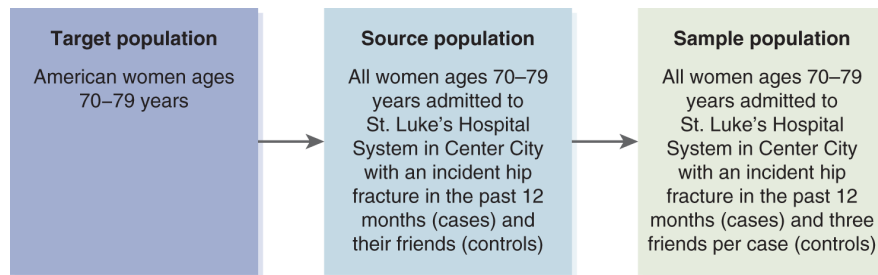 Target population
American women ages
70–79 years
Source population
All women ages 70–79
years admitted to
St. Luke's Hospital
System in Center City
with an incident hip
fracture in the past 12
months (cases) and
their friends (controls)
Sample population
All women ages 70–79
years admitted to
St. Luke's Hospital
System in Center City
with an incident hip
fracture in the past 12
months (cases) and three
friends per case (controls)